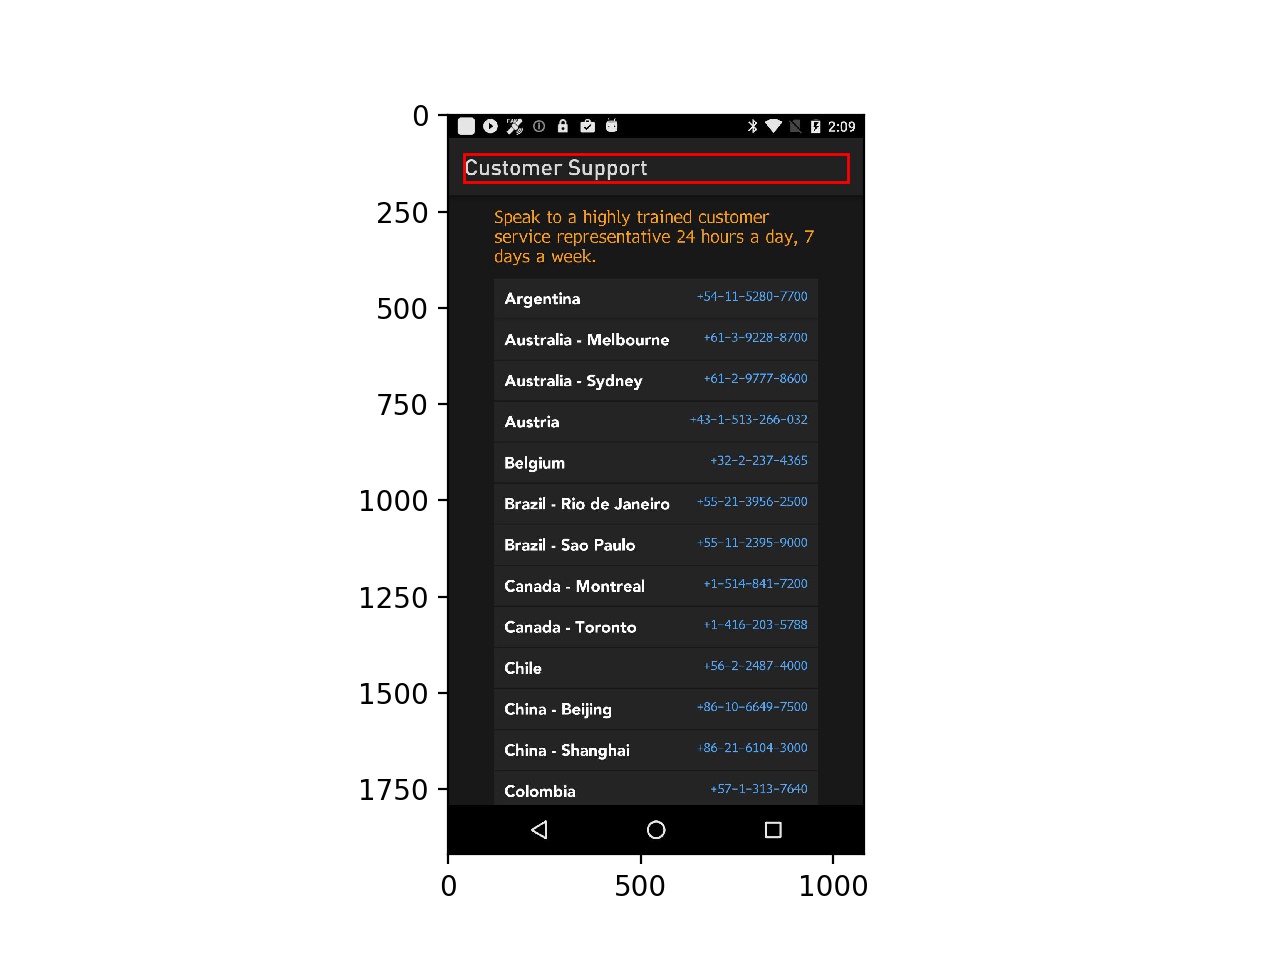 0
250
500
750
1000
1250
1500
1750
0
500
1000
2:09
Customer Support
Speak to a highly trained customer
service representative 24 hours a day, 7
days a week.
Argentina +54-11-5280-7700
Australia - Melbourne +61-3-9228-8700
Australia - Sydney +61-2-9777-8600
Austria +43-1-513-266-032
Belgium +32-2-237-4365
Brazil - Rio de Janeiro +55-21-3956-2500
Brazil - Sao Paulo +55-11-2395-9000
Canada - Montreal +1-514-841-7200
Canada - Toronto +1-416-203-5788
Chile +56-2-2487-4000
China - Beijing +86-10-6649-7500
China - Shanghai +86-21-6104-3000
Colombia +57-1-313-7640